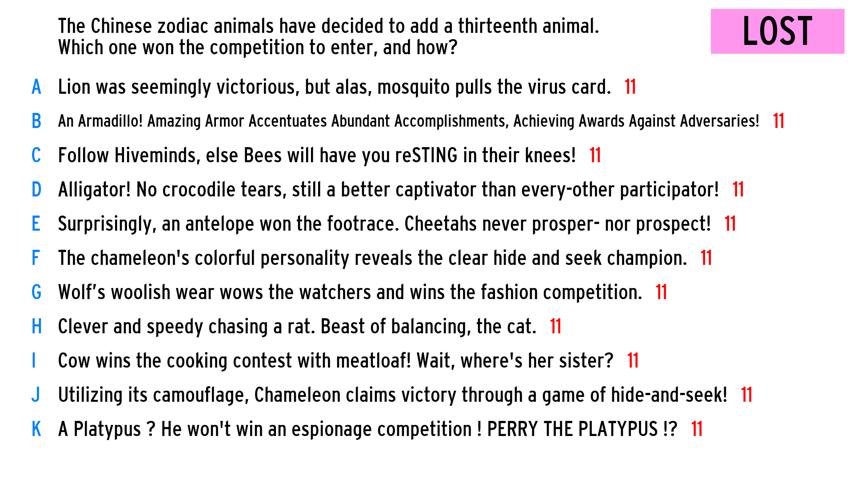 The Chinese zodiac animals have decided to add a thirteenth animal.
Which one won the competition to enter, and how?
LOST
A Lion was seemingly victorious, but alas, mosquito pulls the virus card. 11
B An Armadillo! Amazing Armor Accentuates Abundant Accomplishments, Achieving Awards Against Adversaries! 11
C Follow Hiveminds, else Bees will have you reSTING in their knees! 11
D Alligator! No crocodile tears, still a better captivator than every-other participator! 11
E Surprisingly, an antelope won the footrace. Cheetahs never prosper- nor prospect! 11
F The chameleon's colorful personality reveals the clear hide and seek champion. 11
G Wolf’s woolish wear wows the watchers and wins the fashion competition. 11
H Clever and speedy chasing a rat. Beast of balancing, the cat. 11
I Cow wins the cooking contest with meatloaf! Wait, where's her sister? 11
J Utilizing its camouflage, Chameleon claims victory through a game of hide-and-seek! 11
K A Platypus ? He won't win an espionage competition ! PERRY THE PLATYPUS !? 11